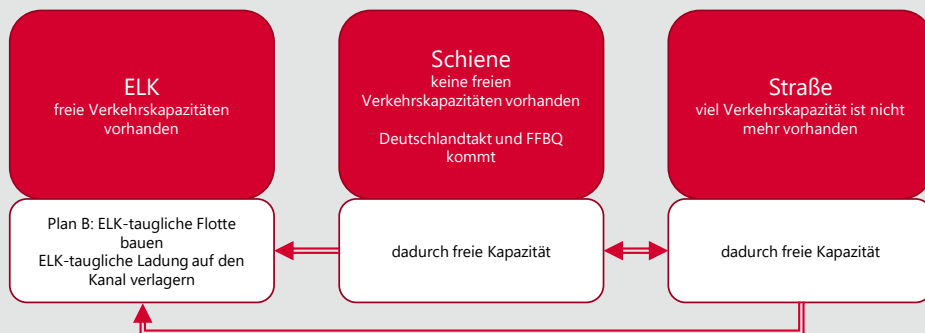 ELK
freie Verkehrskapazitäten
vorhanden
Schiene
keine freien
Verkehrskapazitäten vorhanden
Deutschlandtakt und FFBQ
kommt
Straße
viel Verkehrskapazität ist nicht
mehr vorhanden
Plan B: ELK-taugliche Flotte
bauen
ELK-taugliche Ladung auf den
Kanal verlagern
dadurch freie Kapazität
dadurch freie Kapazität